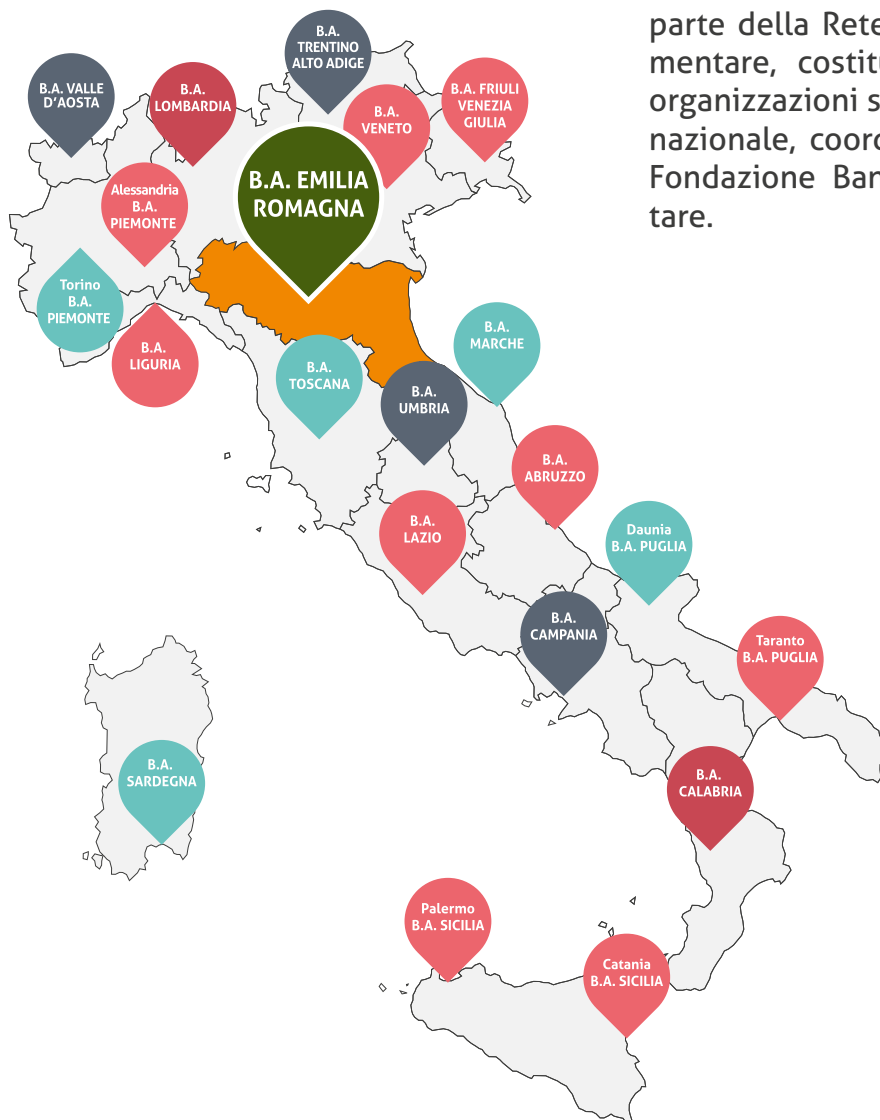 parte della Rete
mentare, costitu
organizzazioni s
nazionale, coord
Fondazione Ban
tare.
B.A.
TRENTINO
ALTO ADIGE
B.A. VALLE
D'AOSTA
B.A.
LOMBARDIA
B.A.
VENETO
B.A. FRIULI
VENEZIA
GIULIA
B.A. EMILIA
ROMAGNA
Alessandria
B.A.
PIEMONTE
Torino
B.A.
PIEMONTE
B.A.
LIGURIA
B.A.
TOSCANA
B.A.
MARCHE
B.A.
UMBRIA
B.A.
ABRUZZO
B.A.
LAZIO
Daunia
B.A. PUGLIA
B.A.
CAMPANIA
Taranto
B.A. PUGLIA
B.A.
SARDEGNA
B.A.
CALABRIA
Palermo
B.A. SICILIA
Catania
B.A. SICILIA